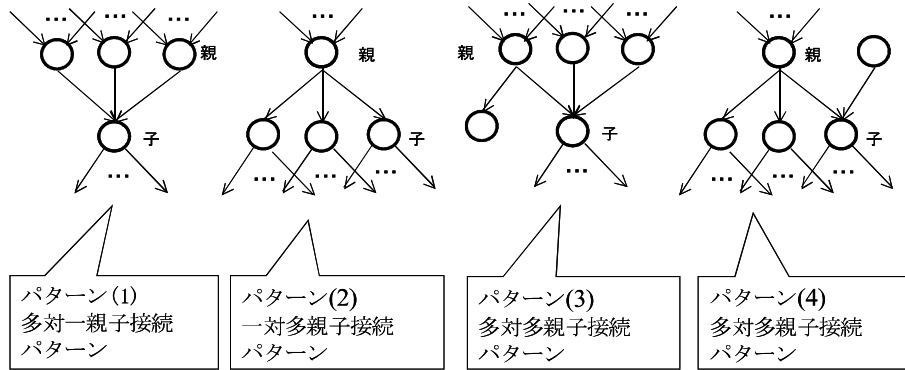 ... ... ...
親
子
...
...
親
子
... ... ...
... ... ...
親
子
...
...
親
子
... ... ...
パターン(1)
多対一親子接続
パターン
パターン(2)
一対多親子接続
パターン
パターン(3)
多対多親子接続
パターン
パターン(4)
多対多親子接続
パターン